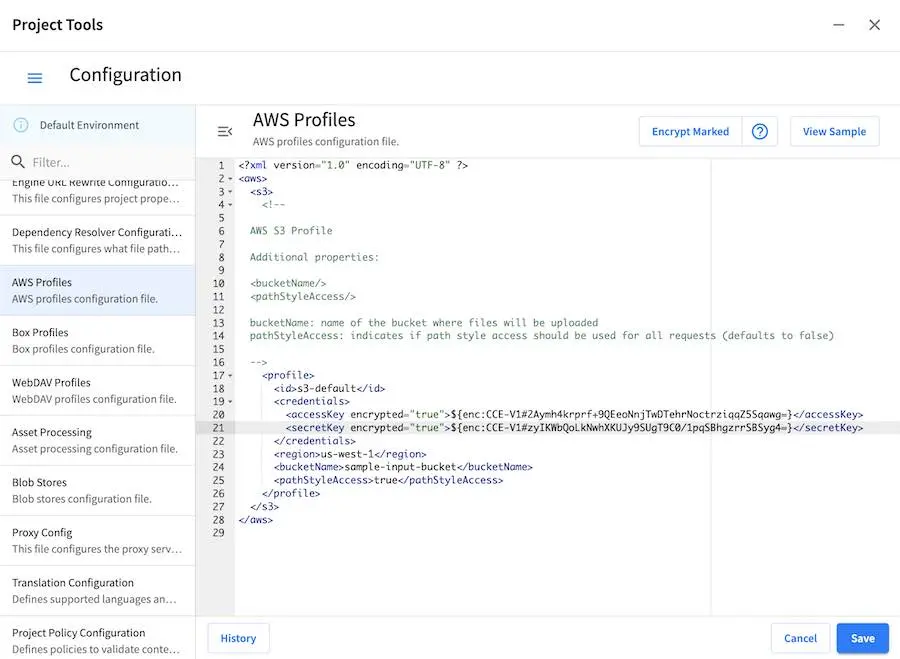 Project Tools
Configuration
Default Environment
Filter...
Engine URL Rewrite Configuratio...
This file configures project prope...
Dependency Resolver Configurati...
This file configures what file path...
AWS Profiles
AWS profiles configuration file.
Box Profiles
Box profiles configuration file.
WebDAV Profiles
WebDAV profiles configuration file.
Asset Processing
Asset processing configuration file.
Blob Stores
Blob stores configuration file.
Proxy Config
This file configures the proxy serv...
Translation Configuration
Defines supported languages an...
Project Policy Configuration
Defines policies to validate conte...
AWS Profiles
AWS profiles configuration file.
Encrypt Marked
View Sample
1 <?xml version="1.0" encoding="UTF-8" ?>
2 <aws>
3 <s3>
4 <!--
5
6 AWS S3 Profile
7
8 Additional properties:
9
10 <bucketName/>
11 <pathStyleAccess/>
12
13 bucketName: name of the bucket where files will be uploaded
14 pathStyleAccess: indicates if path style access should be used for all requests (defaults to false)
15
16 -->
17 <profile>
18 <id>s3-default</id>
19 <credentials>
20 <accessKey encrypted="true">${enc:CCE-V1#2Aymh4krprf+9QEeoNnjTwDTehrNoctrziqqZ5Sqawg=}</accessKey>
21 <secretKey encrypted="true">${enc:CCE-V1#zyIKWbQoLkNwhXKUJy9SUgT9C0/1pqSBhgzrrSBSyg4=}</secretKey>
22 </credentials>
23 <region>us-west-1</region>
24 <bucketName>sample-input-bucket</bucketName>
25 <pathStyleAccess>true</pathStyleAccess>
26 </profile>
27 </s3>
28 </aws>
29
History
Cancel
Save